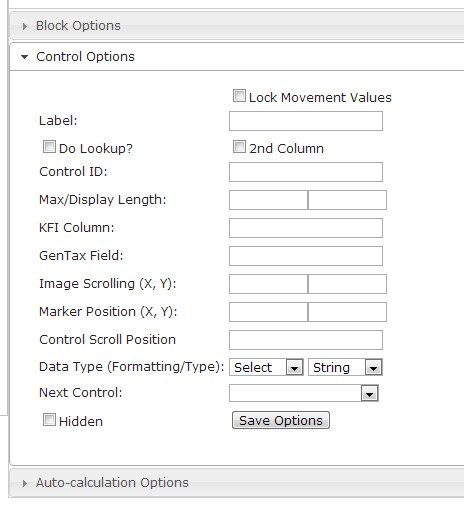 Block Options
Control Options
Lock Movement Values
Label:
Do Lookup? 2nd Column
Control ID:
Max/Display Length:
KFI Column:
GenTax Field:
Image Scrolling (X, Y):
Marker Position (X, Y):
Control Scroll Position
Data Type (Formatting/Type): Select String
Next Control:
Hidden Save Options
Auto-calculation Options